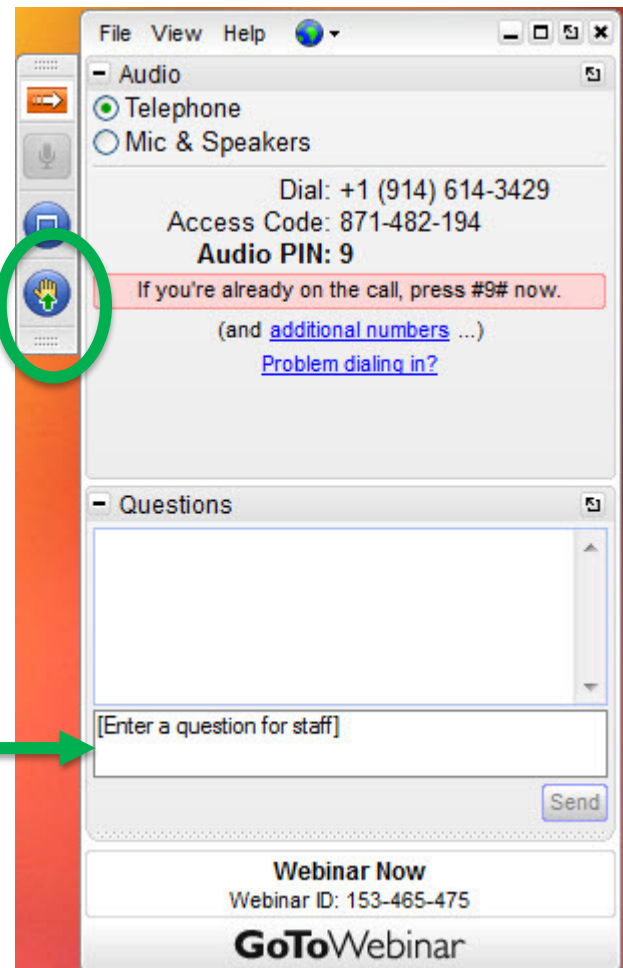 File View Help
Audio
Telephone
Mic & Speakers
Dial: +1 (914) 614-3429
Access Code: 871-482-194
Audio PIN: 9
If you're already on the call, press #9# now.
(and additional numbers ...)
Problem dialing in?
Questions
[Enter a question for staff]
Send
Webinar Now
Webinar ID: 153-465-475
GoToWebinar